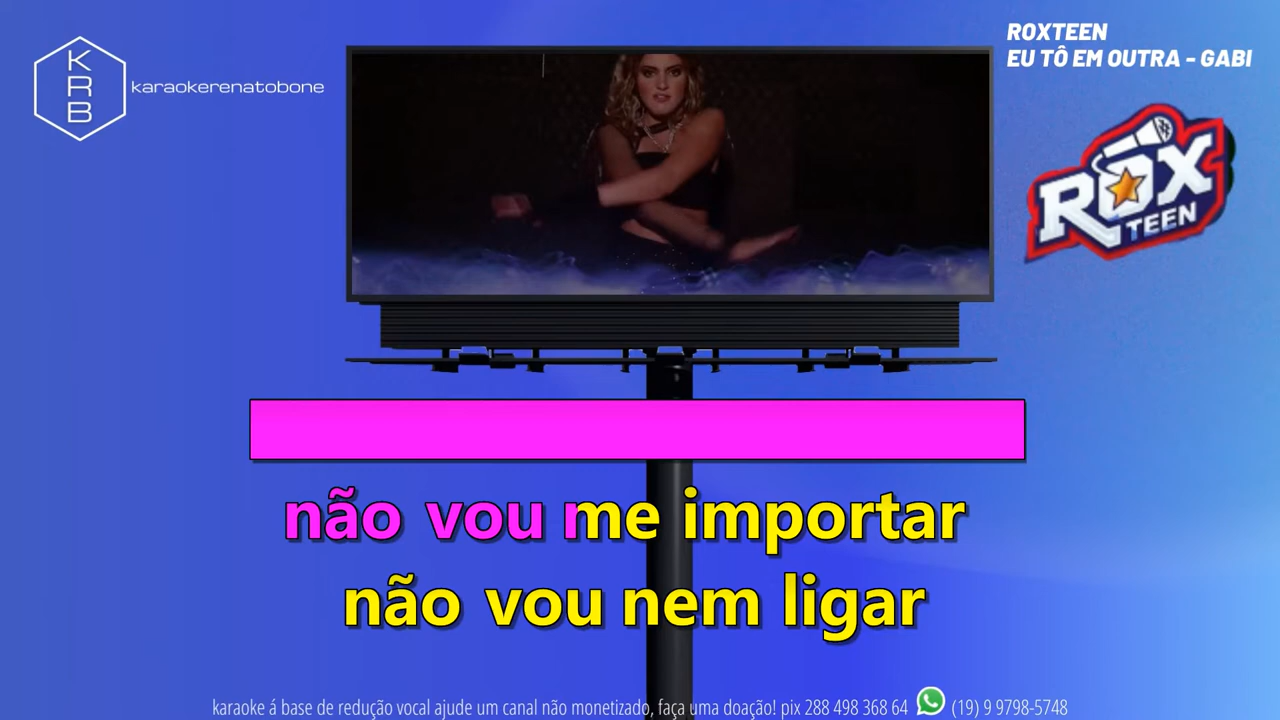 KRB
karaokerenatobone
ROXTEEN
EU TÔ EM OUTRA - GABI
ROX
TEEN
não vou me importar
não vou nem ligar
karaoke á base de redução vocal ajude um canal não monetizado, faça uma doação! pix 288 498 368 64 (19) 9 9798-5748